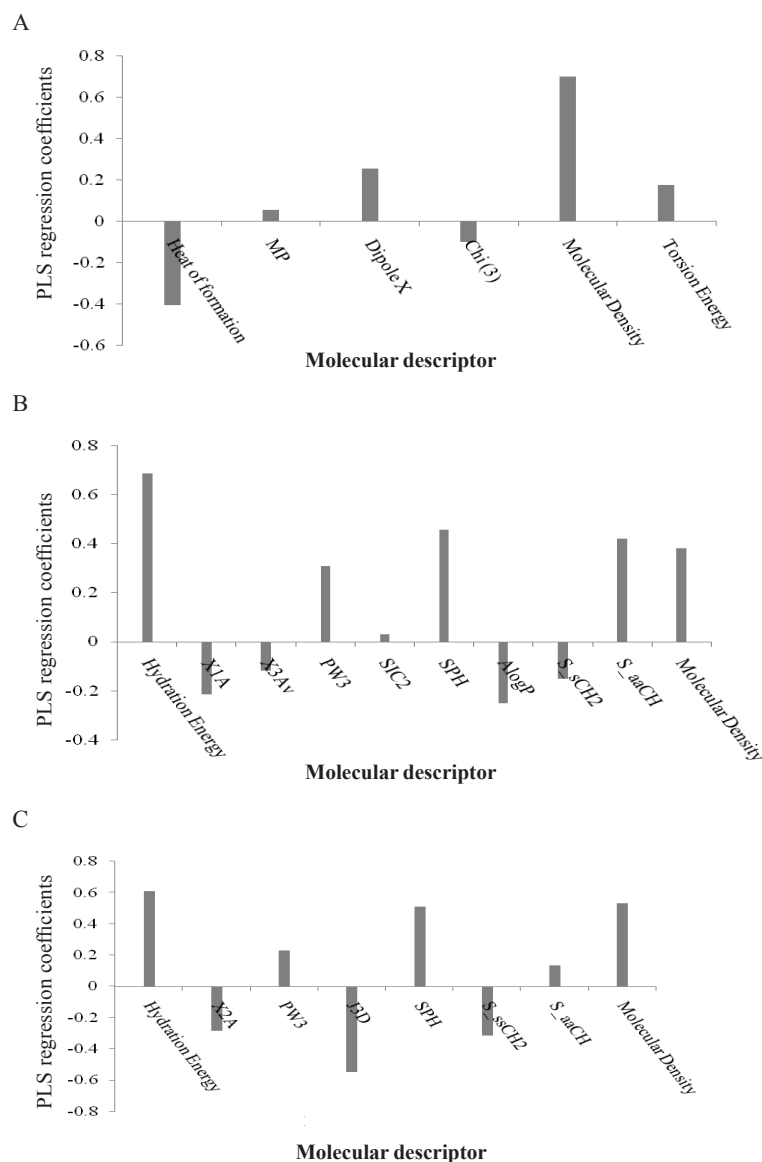 A
PLS regression coefficients
0.8
0.6
0.4
0.2
0
-0.2
-0.4
-0.6
Heat of formation
MP
Dipole X
Chi (3)
Molecular Density
Torsion Energy
Molecular descriptor
B
PLS regression coefficients
0.8
0.6
0.4
0.2
0
-0.2
-0.4
Hydration Energy
X1A
X3Av
PW3
SIC2
SPH
AlogP
S_sCH2
S_aaCH
Molecular Density
Molecular descriptor
C
PLS regression coefficients
0.8
0.6
0.4
0.2
0
-0.2
-0.4
-0.6
0.8
Hydration Energy
X2A
PW3
J3D
SPH
S_ssCH2
S_aaCH
Molecular Density
Molecular descriptor